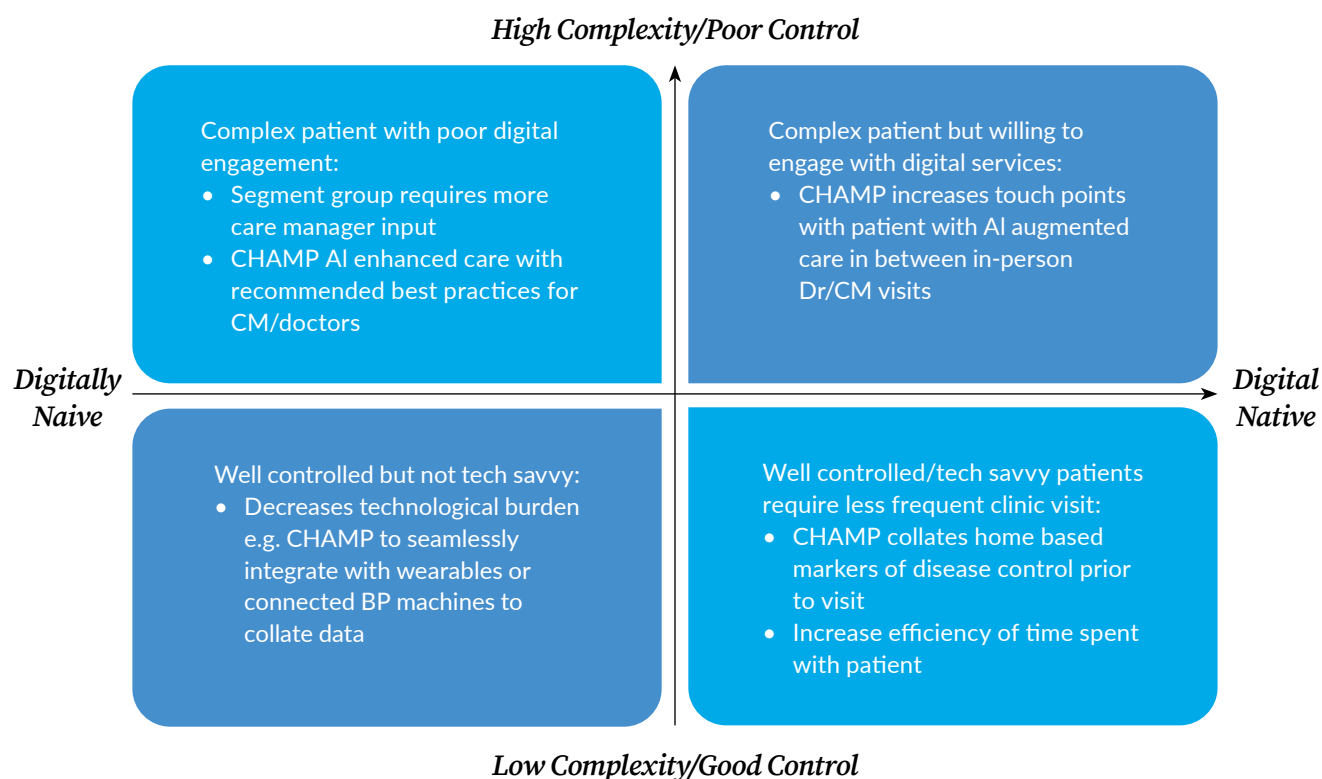 High Complexity/Poor Control
Complex patient with poor digital
engagement:
• Segment group requires more
care manager input
• CHAMP AI enhanced care with
recommended best practices for
CM/doctors
Complex patient but willing to
engage with digital services:
• CHAMP increases touch points
with patient with AI augmented
care in between in-person
Dr/CM visits
Digitally
Naive
Digital
Native
Well controlled but not tech savvy:
• Decreases technological burden
e.g. CHAMP to seamlessly
integrate with wearables or
connected BP machines to
collate data
Well controlled/tech savvy patients
require less frequent clinic visit:
• CHAMP collates home based
markers of disease control prior
to visit
• Increase efficiency of time spent
with patient
Low Complexity/Good Control